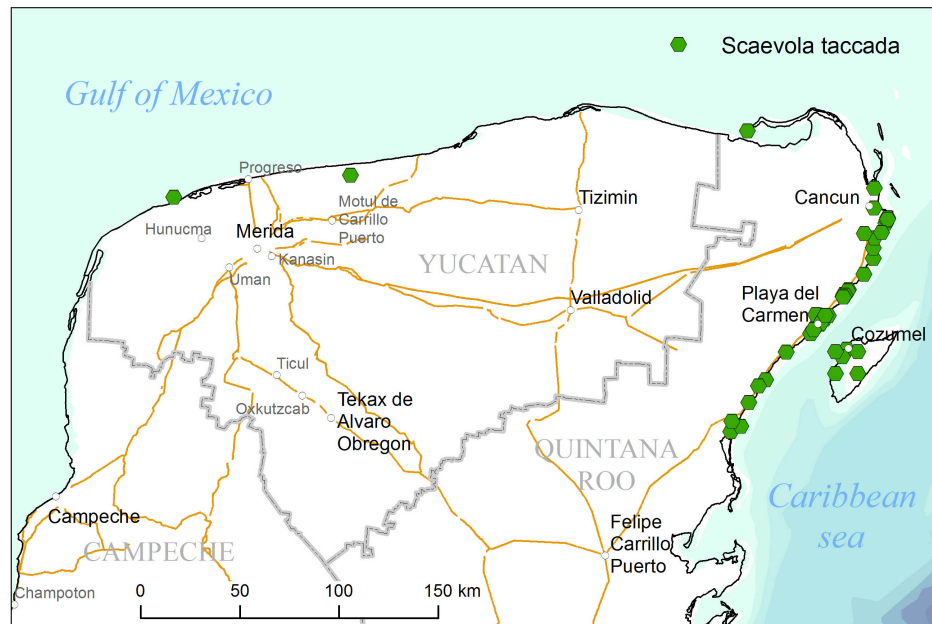 Scaevola taccada
Gulf of Mexico
Progreso
Motul de
Carrillo
Puerto
Tizimin
Cancun
Hunucma
Merida
Kanasin
Uman
YUCATAN
Valladolid
Playa del
Carmen
Cozumel
Ticul
Oxkutzcab
Tekax de
Alvaro
Obregon
QUINTANA
ROO
Caribbean
sea
Campeche
CAMPECHE
Felipe
Carrillo
Puerto
Champoton
0 50 100 150 km